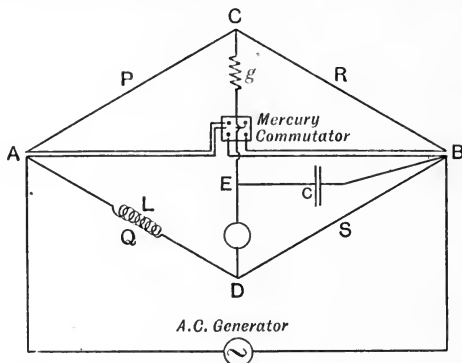 C
P
R
g
Mercury
Commutator
A
B
E
C
L
Q
S
D
A.C. Generator